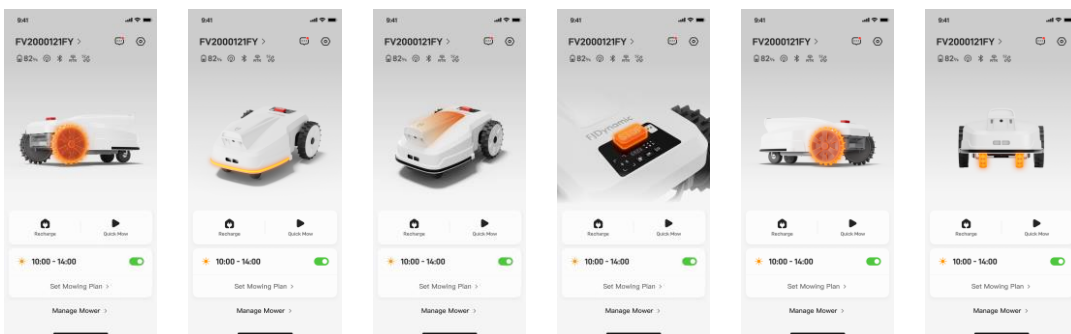 9:41
FV2000121FY >
82%
Recharge
Quick Mow
10:00 - 14:00
Set Mowing Plan >
Manage Mower >
9:41
FV2000121FY >
82%
Recharge
Quick Mow
10:00 - 14:00
Set Mowing Plan >
Manage Mower >
9:41
FV2000121FY >
82%
Recharge
Quick Mow
10:00 - 14:00
Set Mowing Plan >
Manage Mower >
9:41
FV2000121FY >
82%
FJDynamic
Recharge
Quick Mow
10:00 - 14:00
Set Mowing Plan >
Manage Mower >
9:41
FV2000121FY >
82%
Recharge
Quick Mow
10:00 - 14:00
Set Mowing Plan >
Manage Mower >
9:41
FV2000121FY >
82%
Recharge
Quick Mow
10:00 - 14:00
Set Mowing Plan >
Manage Mower >